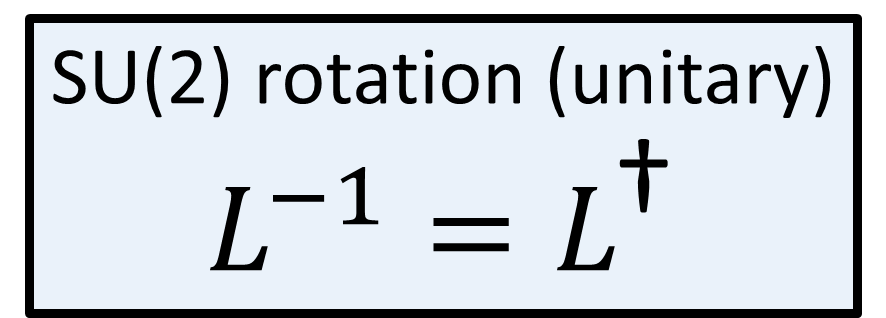 SU(2) rotation (unitary)
L⁻¹ = L†